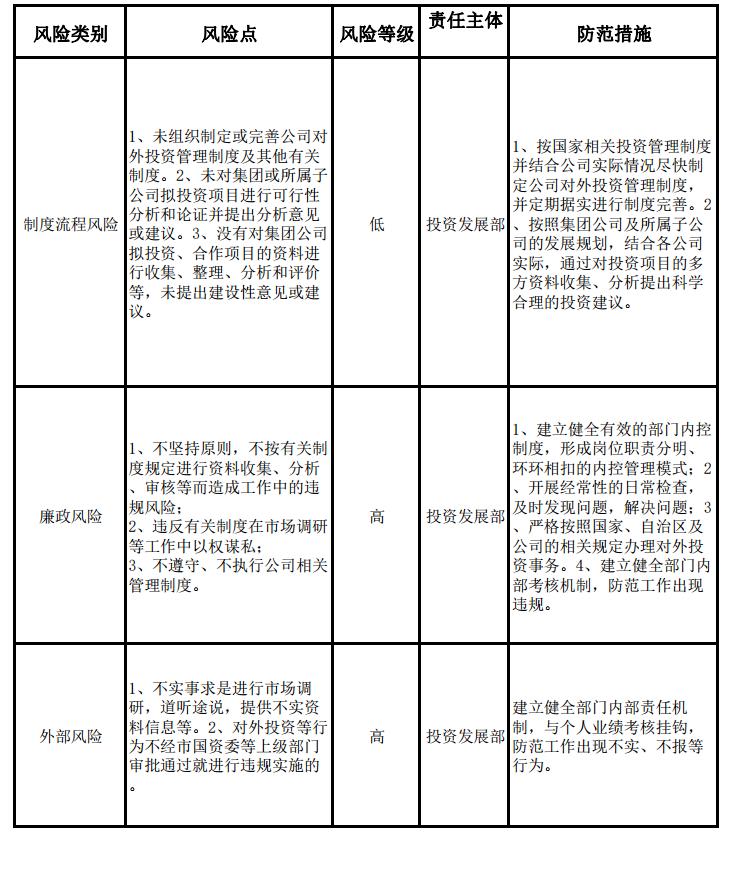 风险类别
风险点
风险等级
责任主体
防范措施
制度流程风险
1、未组织制定或完善公司对
外投资管理制度及其他有关
制度。2、未对集团或所属子
公司拟投资项目进行可行性
分析和论证并提出分析意见
或建议。3、没有对集团公司
拟投资、合作项目的资料进
行收集、整理、分析和评价
等，未提出建设性意见或建
议。
低
投资发展部
1、按国家相关投资管理制度
并结合公司实际情况尽快制
定公司对外投资管理制度，
并定期据实进行制度完善。2
、按照集团公司及所属子公
司的发展规划，结合各公司
实际，通过对投资项目的多
方资料收集、分析提出科学
合理的投资建议。
廉政风险
1、不坚持原则，不按有关制
度规定进行资料收集、分析
、审核等而造成工作中的违
规风险；
2、违反有关制度在市场调研
等工作中以权谋私；
3、不遵守、不执行公司相关
管理制度。
高
投资发展部
1、建立健全有效的部门内控
制度，形成岗位职责分明、
环环相扣的内控管理模式；2
、开展经常性的日常检查，
及时发现问题，解决问题；3
、严格按照国家、自治区及
公司的相关规定办理对外投
资事务。4、建立健全部门内
部考核机制，防范工作出现
违规。
外部风险
1、不实事求是进行市场调
研，道听途说，提供不实资
料信息等。2、对外投资等行
为不经市国资委等上级部门
审批通过就进行违规实施的
。
高
投资发展部
建立健全部门内部责任机
制，与个人业绩考核挂钩，
防范工作出现不实、不报等
行为。